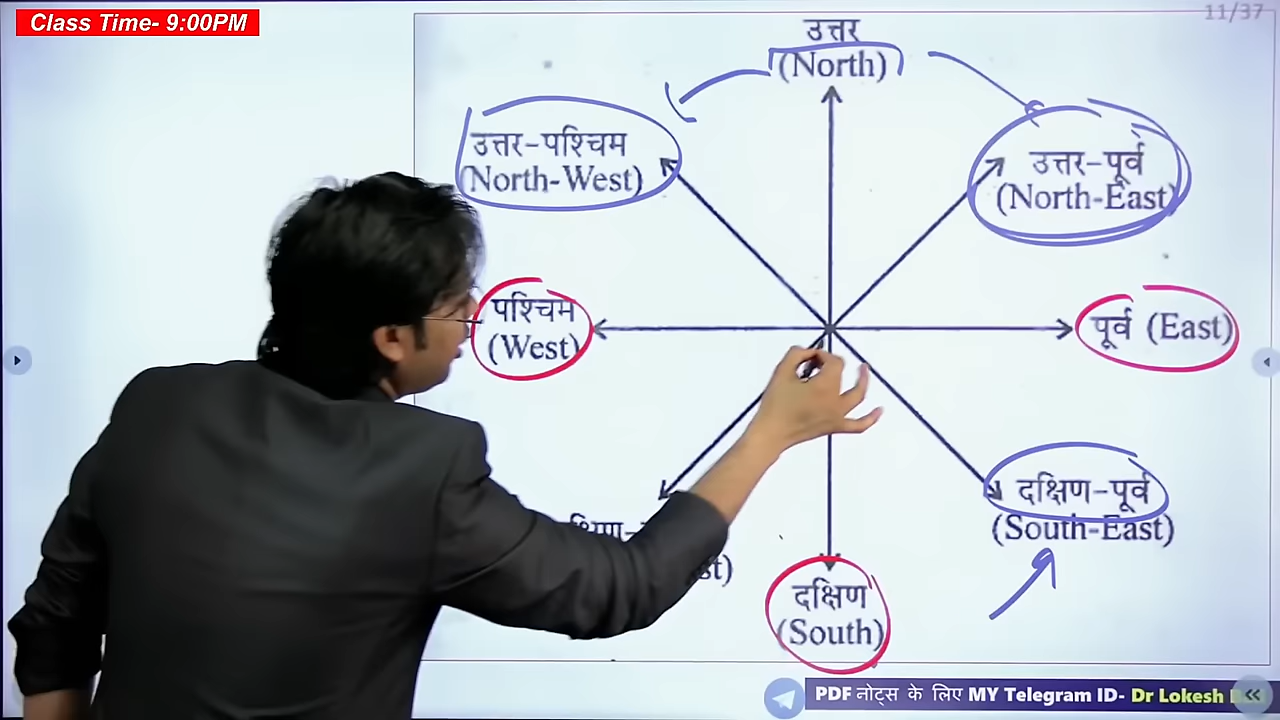 Class Time- 9:00PM
11/37
उत्तर
(North)
उत्तर-पश्चिम
(North-West)
उत्तर-पूर्व
(North-East)
पश्चिम
(West)
पूर्व (East)
दक्षिण-पूर्व
(South-East)
दक्षिण
(South)
PDF नोट्स के लिए MY Telegram ID- Dr Lokesh